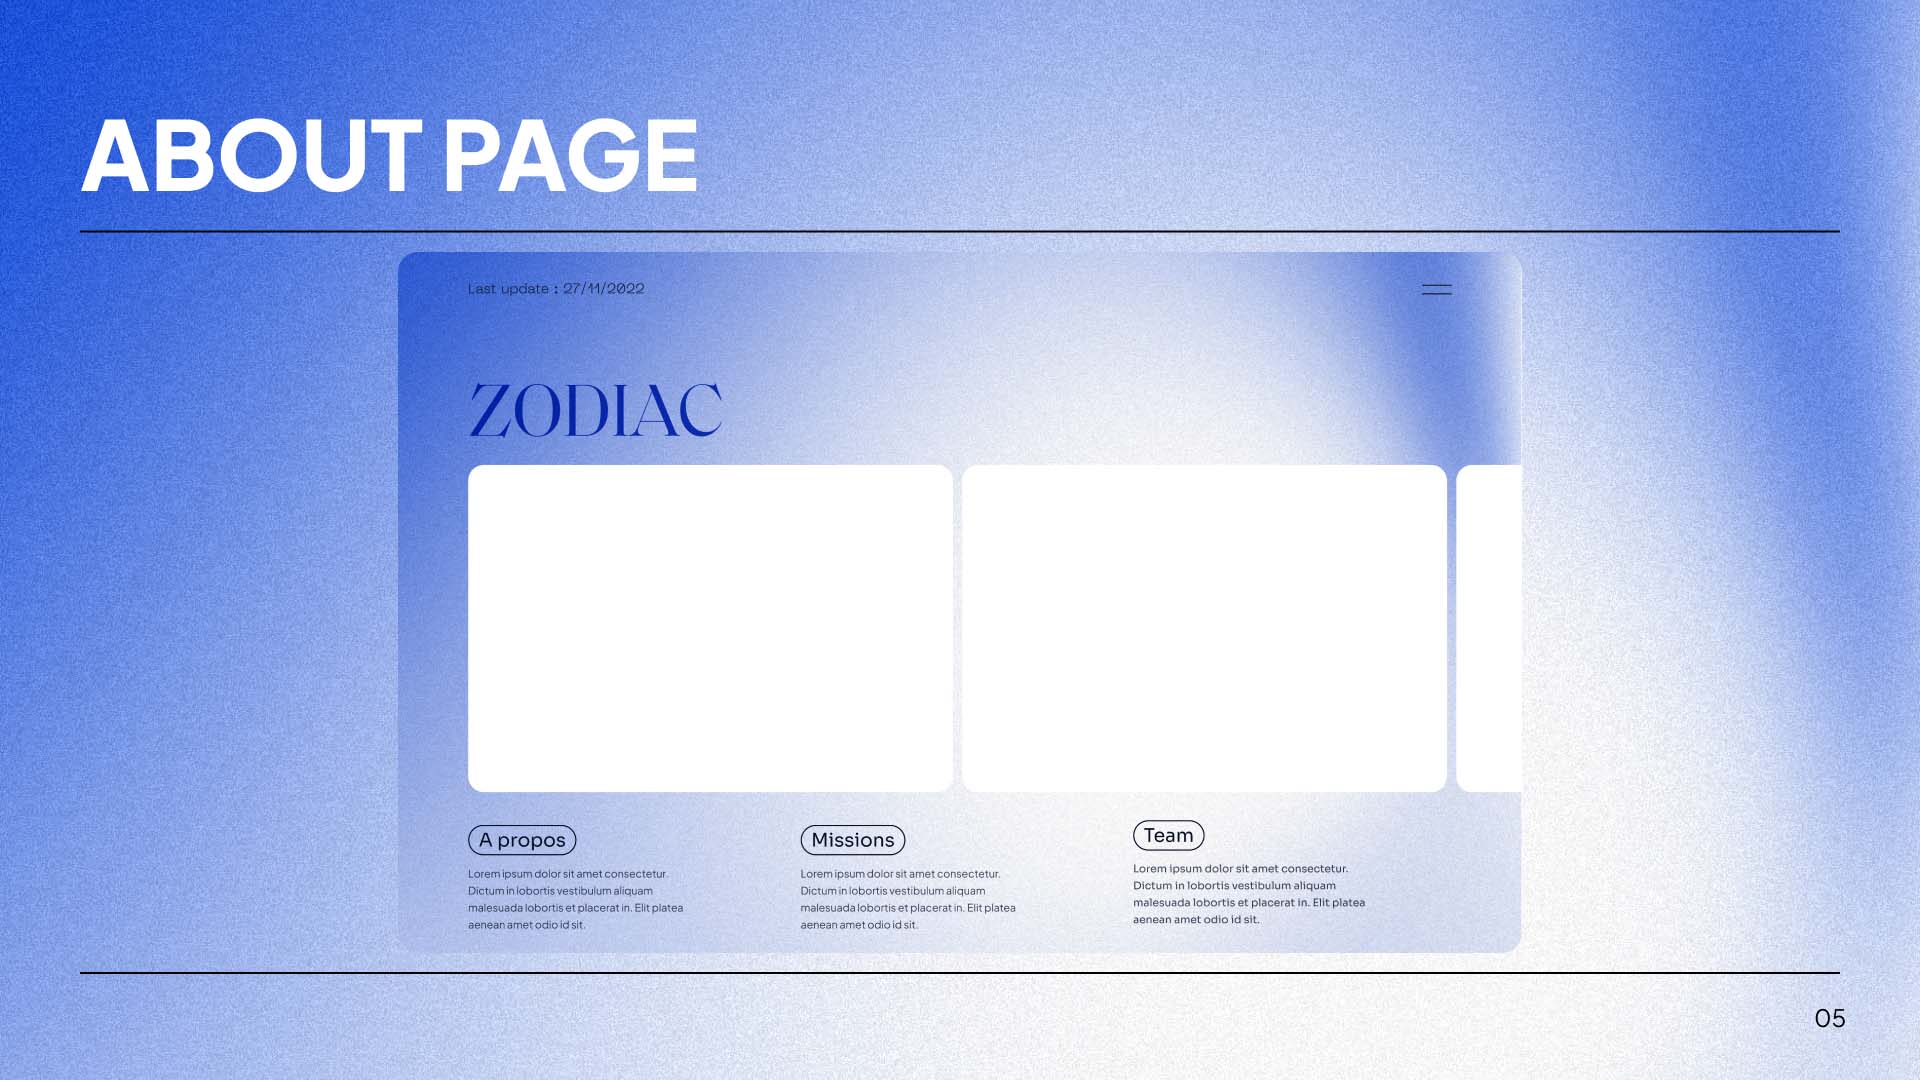 ABOUT PAGE
Last update : 27/11/2022
ZODIAC
A propos
Lorem ipsum dolor sit amet consectetur.
Dictum in lobortis vestibulum aliquam
malesuada lobortis et placerat in. Elit platea
aenean amet odio id sit.
Missions
Lorem ipsum dolor sit amet consectetur.
Dictum in lobortis vestibulum aliquam
malesuada lobortis et placerat in. Elit platea
aenean amet odio id sit.
Team
Lorem ipsum dolor sit amet consectetur.
Dictum in lobortis vestibulum aliquam
malesuada lobortis et placerat in. Elit platea
aenean amet odio id sit.
05